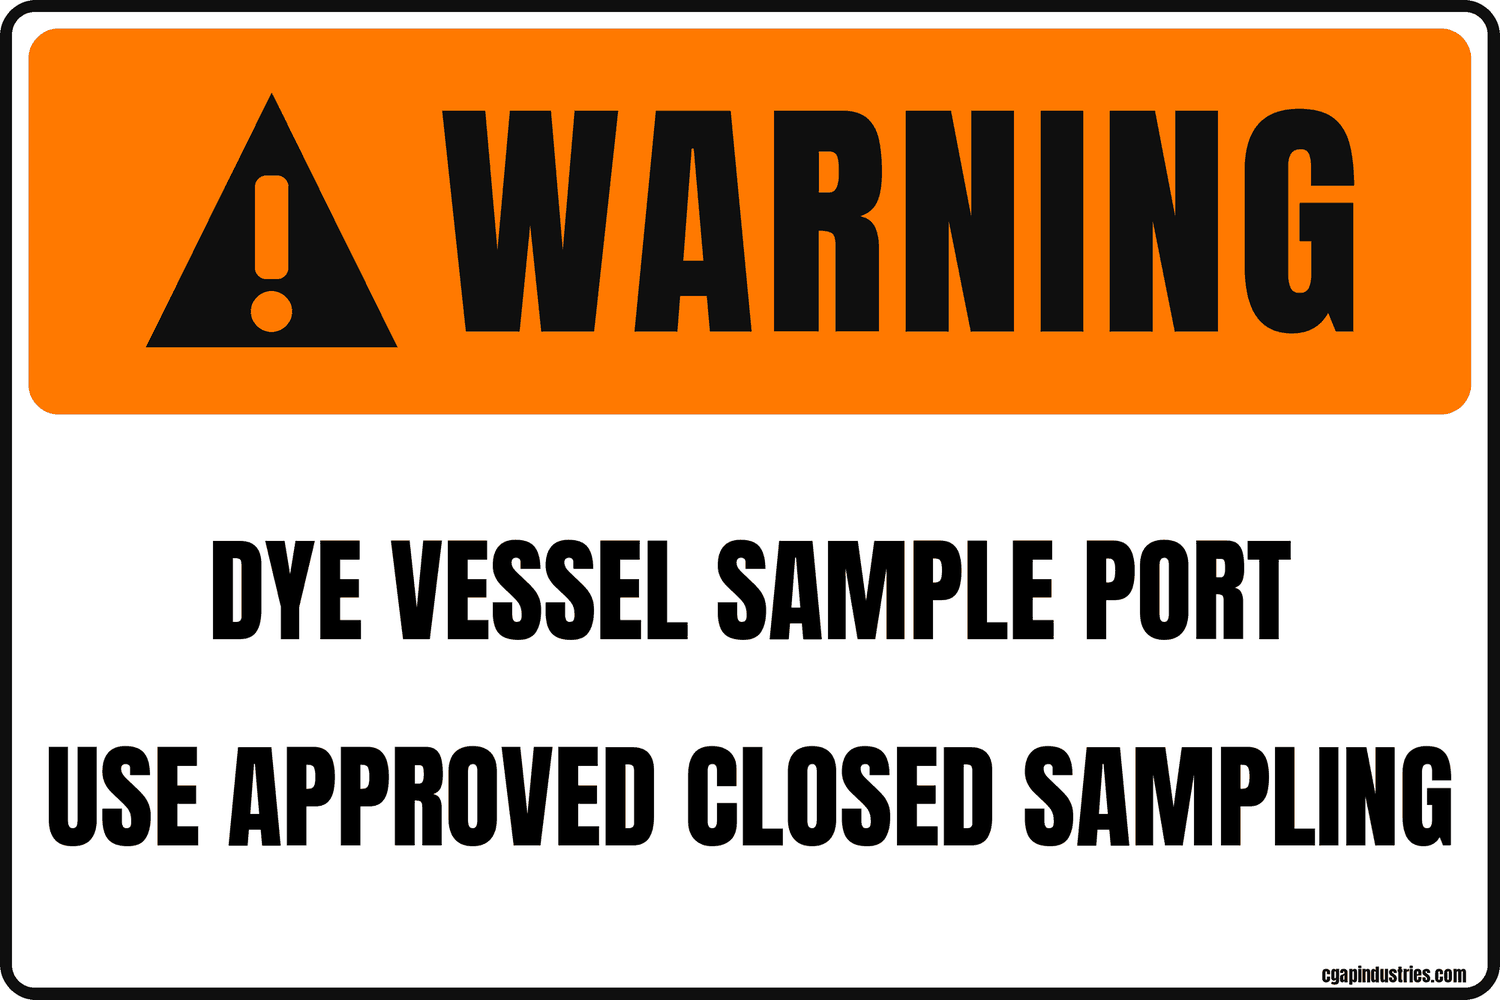 WARNING
DYE VESSEL SAMPLE PORT
USE APPROVED CLOSED SAMPLING
cgapindustries.com